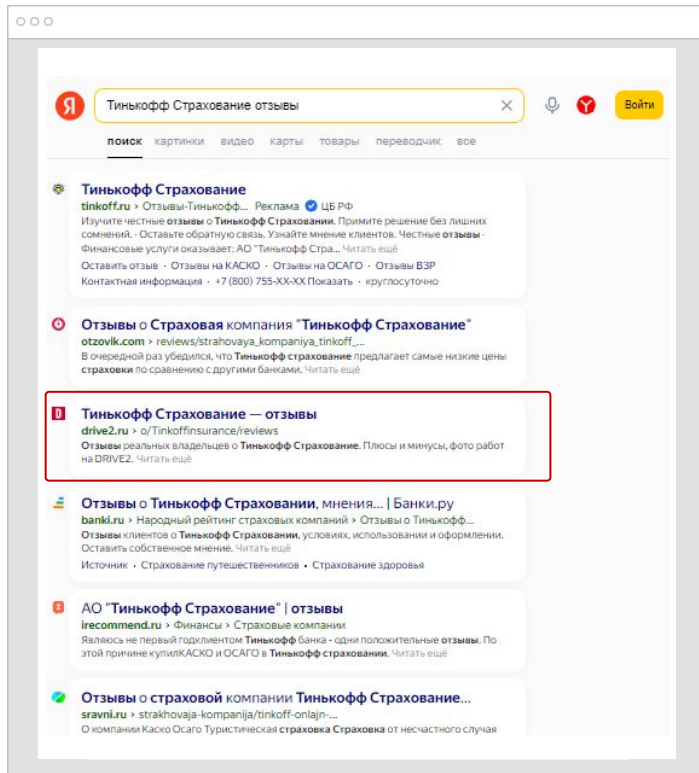 Я Тинькофф Страхование отзывы Войти
поиск картинки видео карты товары переводчик все
Тинькофф Страхование
tinkoff.ru › Отзывы-Тинькофф... Реклама ЦБ РФ
Изучите честные отзывы о Тинькофф Страховании. Примите решение без лишних
сомнений. · Оставьте обратную связь. Узнайте мнение клиентов. Честные отзывы ·
Финансовые услуги оказывает: АО "Тинькофф Стра... Читать ещё
Оставить отзыв · Отзывы на КАСКО · Отзывы на ОСАГО · Отзывы ВЗР
Контактная информация · +7 (800) 755-XX-XX Показать · круглосуточно
Отзывы о Страховая компания "Тинькофф Страхование"
otzovik.com › reviews/strahovaya_kompaniya_tinkoff_...
В очередной раз убедился, что Тинькофф страхование предлагает самые низкие цены
страховки по сравнению с другими банками. Читать ещё
D Тинькофф Страхование — отзывы
drive2.ru › o/Tinkoffinsurance/reviews
Отзывы реальных владельцев о Тинькофф Страхование. Плюсы и минусы, фото работ
на DRIVE2. Читать ещё
Отзывы о Тинькофф Страховании, мнения... | Банки.ру
banki.ru › Народный рейтинг страховых компаний › Отзывы о Тинькофф...
Отзывы клиентов о Тинькофф Страховании, условиях, использовании и оформлении.
Оставить собственное мнение. Читать ещё
Источник • Страхование путешественников • Страхование здоровья
АО "Тинькофф Страхование" | отзывы
irecommend.ru › Финансы › Страховые компании
Являюсь не первый годклиентом Тинькофф банка - одни положительные отзывы. По
этой причине купилКАСКО и ОСАГО в Тинькофф страховании. Читать ещё
Отзывы о страховой компании Тинькофф Страхование...
sravni.ru › strakhovaja-kompanija/tinkoff-onlajn-...
О компании Каско Осаго Туристическая страховка Страховка от несчастного случая